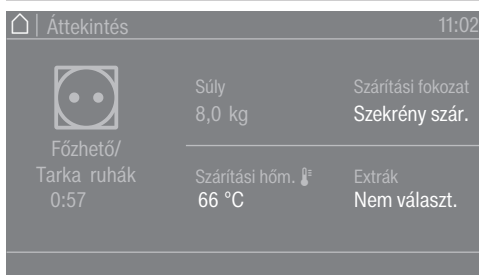 Áttekintés 11:02
Súly
8,0 kg
Szárítási fokozat
Szekrény szár.
Főzhető/
Tarka ruhák
0:57
Szárítási hőm.
66 °C
Extrák
Nem választ.